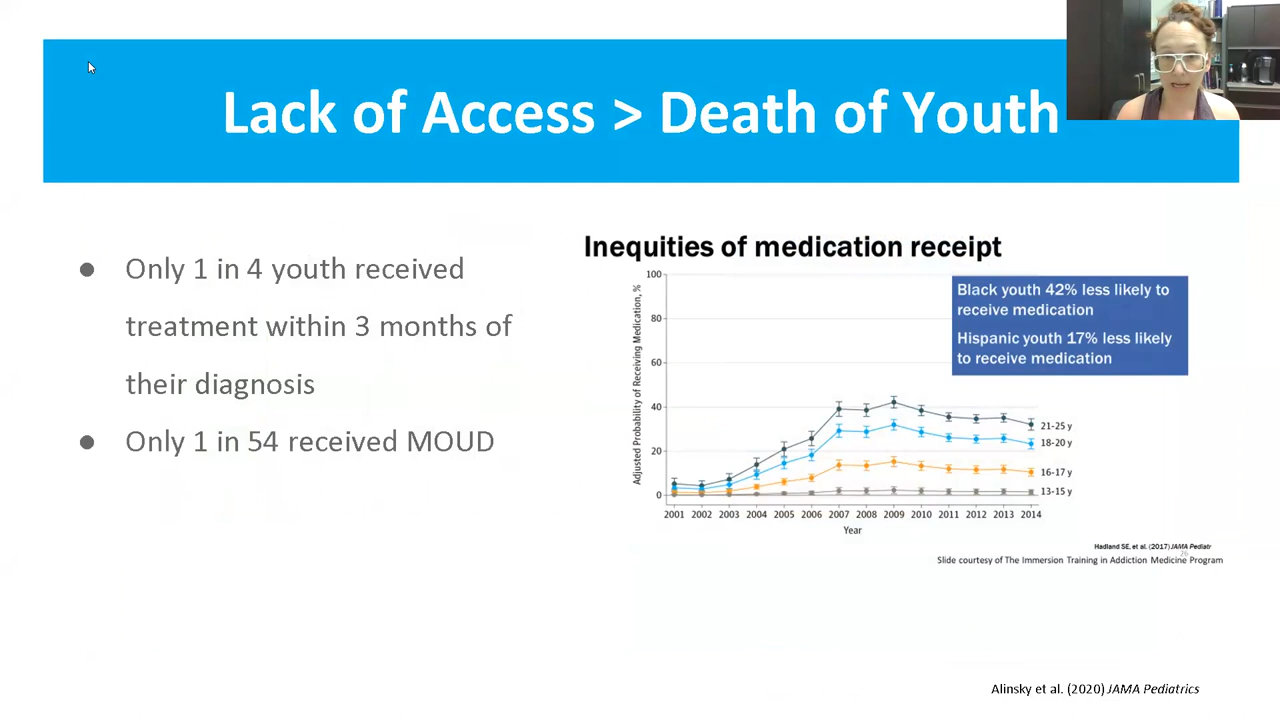 Lack of Access > Death of Youth
● Only 1 in 4 youth received
treatment within 3 months of
their diagnosis
● Only 1 in 54 received MOUD
Inequities of medication receipt
Black youth 42% less likely to
receive medication
Hispanic youth 17% less likely
to receive medication
Adjusted Probability of Receiving Medication, %
100
80
60
40
20
0
21-25 y
18-20 y
16-17 y
13-15 y
2001 2002 2003 2004 2005 2006 2007 2008 2009 2010 2011 2012 2013 2014
Year
Hadland SE, et al. (2017) JAMA Pediatr
26
Slide courtesy of The Immersion Training in Addiction Medicine Program
Alinsky et al. (2020) JAMA Pediatrics